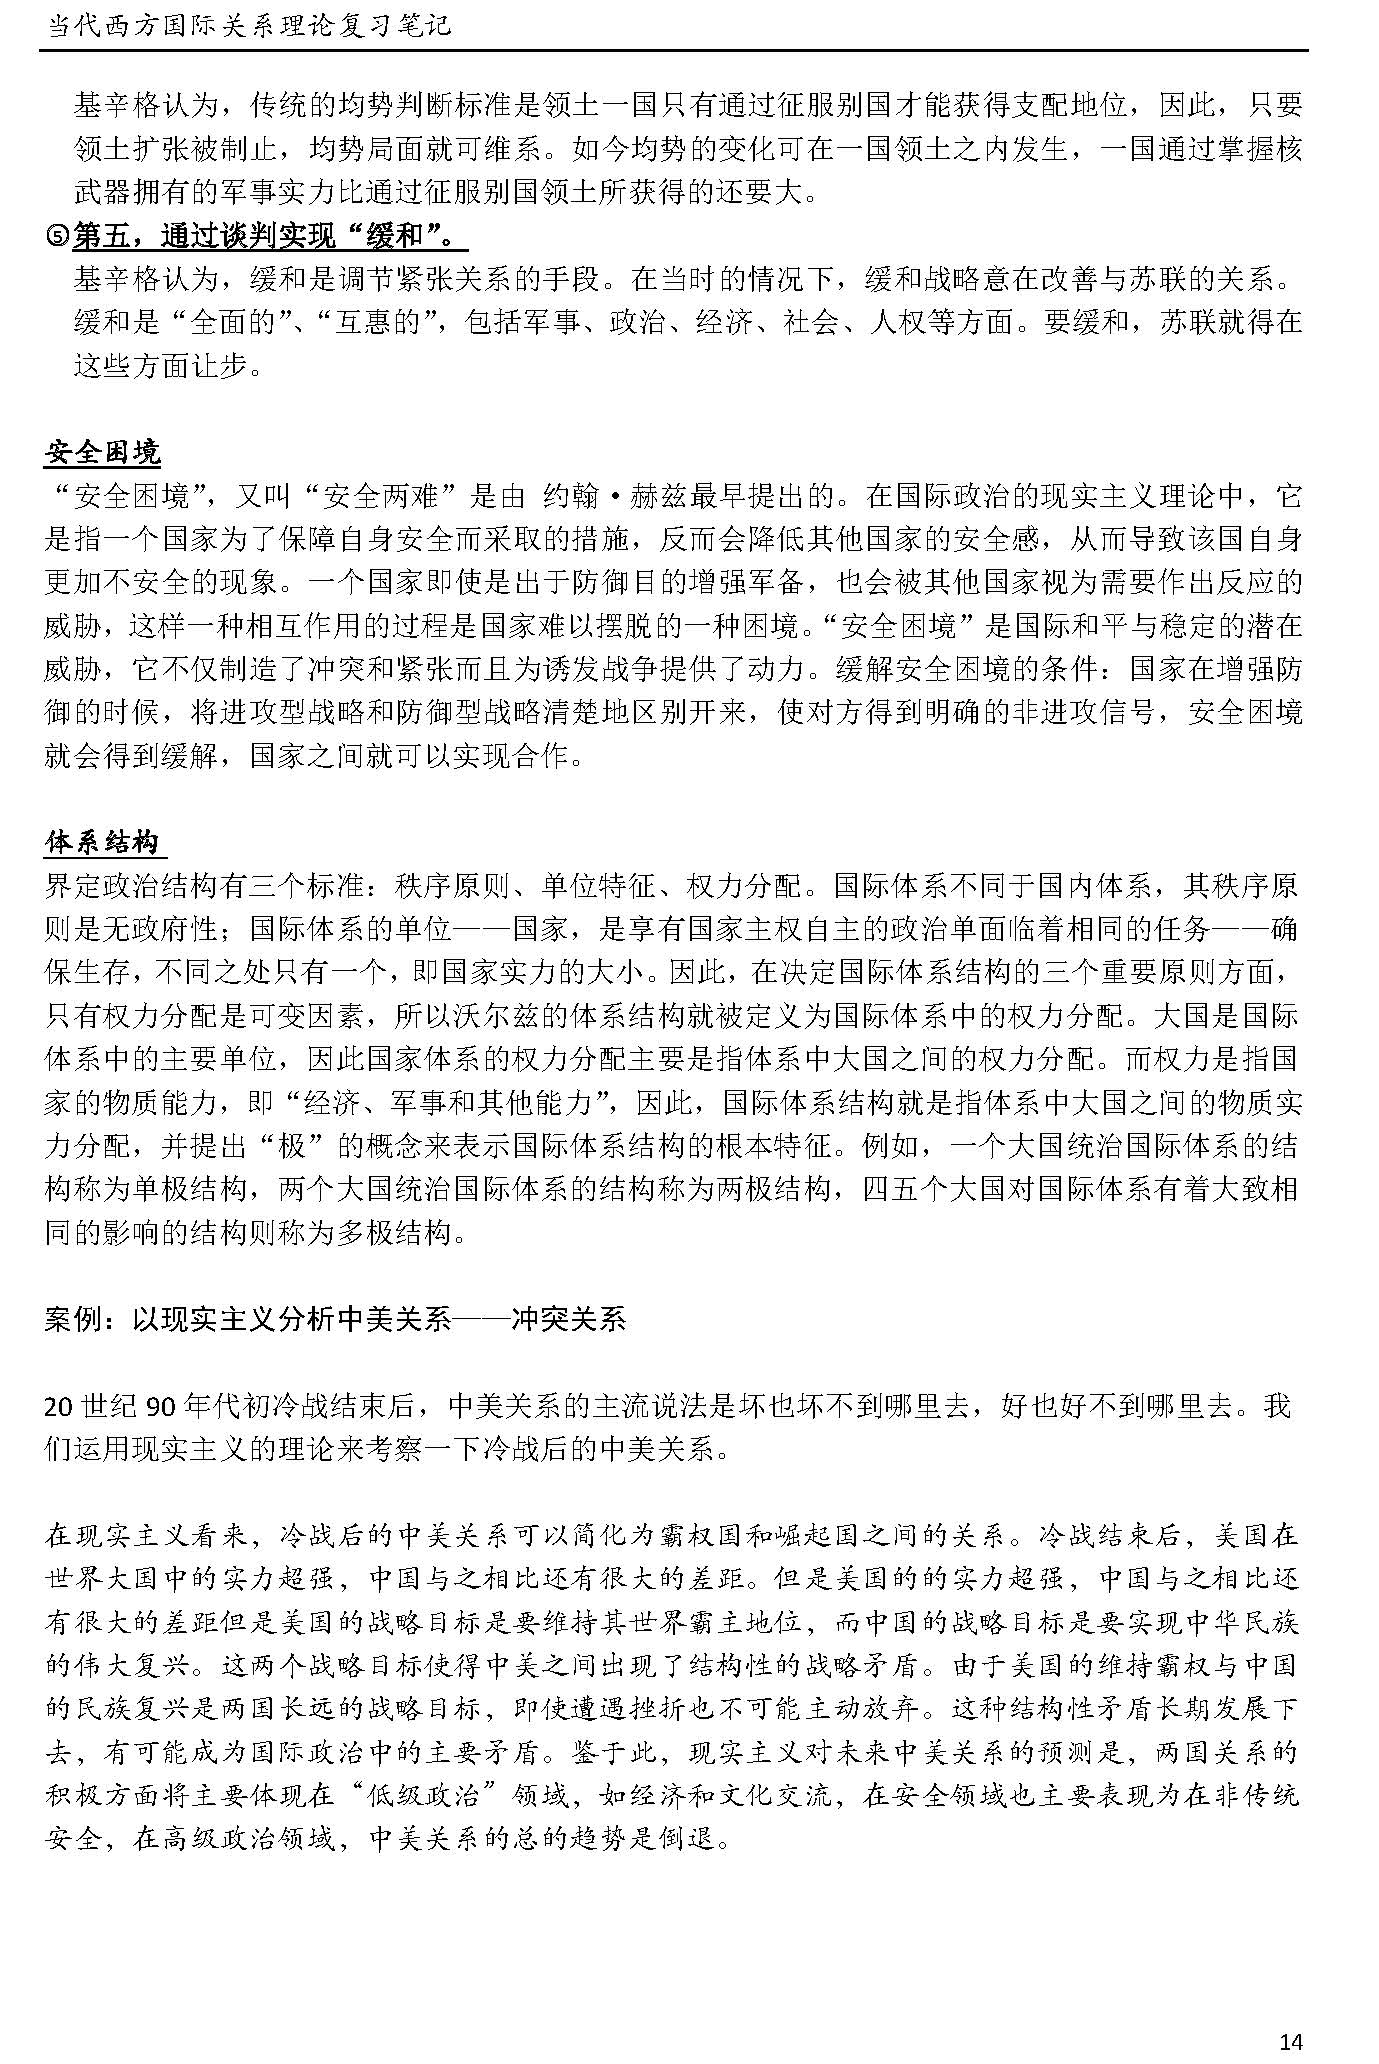 当代西方国际关系理论复习笔记
基辛格认为，传统的均势判断标准是领土一国只有通过征服别国才能获得支配地位，因此，只要
领土扩张被制止，均势局面就可维系。如今均势的变化可在一国领土之内发生，一国通过掌握核
武器拥有的军事实力比通过征服别国领土所获得的还要大。
⑤第五，通过谈判实现“缓和”。
基辛格认为，缓和是调节紧张关系的手段。在当时的情况下，缓和战略意在改善与苏联的关系。
缓和是“全面的”、“互惠的”，包括军事、政治、经济、社会、人权等方面。要缓和，苏联就得在
这些方面让步。
安全困境
“安全困境”，又叫“安全两难”是由 约翰·赫兹最早提出的。在国际政治的现实主义理论中，它
是指一个国家为了保障自身安全而采取的措施，反而会降低其他国家的安全感，从而导致该国自身
更加不安全的现象。一个国家即使是出于防御目的增强军备，也会被其他国家视为需要作出反应的
威胁，这样一种相互作用的过程是国家难以摆脱的一种困境。“安全困境”是国际和平与稳定的潜在
威胁，它不仅制造了冲突和紧张而且为诱发战争提供了动力。缓解安全困境的条件：国家在增强防
御的时候，将进攻型战略和防御型战略清楚地区别开来，使对方得到明确的非进攻信号，安全困境
就会得到缓解，国家之间就可以实现合作。
体系结构
界定政治结构有三个标准：秩序原则、单位特征、权力分配。国际体系不同于国内体系，其秩序原
则是无政府性；国际体系的单位——国家，是享有国家主权自主的政治单面临着相同的任务——确
保生存，不同之处只有一个，即国家实力的大小。因此，在决定国际体系结构的三个重要原则方面，
只有权力分配是可变因素，所以沃尔兹的体系结构就被定义为国际体系中的权力分配。大国是国际
体系中的主要单位，因此国家体系的权力分配主要是指体系中大国之间的权力分配。而权力是指国
家的物质能力，即“经济、军事和其他能力”，因此，国际体系结构就是指体系中大国之间的物质实
力分配，并提出“极”的概念来表示国际体系结构的根本特征。例如，一个大国统治国际体系的结
构称为单极结构，两个大国统治国际体系的结构称为两极结构，四五个大国对国际体系有着大致相
同的影响的结构则称为多极结构。
案例：以现实主义分析中美关系——冲突关系
20 世纪 90 年代初冷战结束后，中美关系的主流说法是坏也坏不到哪里去，好也好不到哪里去。我
们运用现实主义的理论来考察一下冷战后的中美关系。
在现实主义看来，冷战后的中美关系可以简化为霸权国和崛起国之间的关系。冷战结束后，美国在
世界大国中的实力超强，中国与之相比还有很大的差距。但是美国的的实力超强，中国与之相比还
有很大的差距但是美国的战略目标是要维持其世界霸主地位，而中国的战略目标是要实现中华民族
的伟大复兴。这两个战略目标使得中美之间出现了结构性的战略矛盾。由于美国的维持霸权与中国
的民族复兴是两国长远的战略目标，即使遭遇挫折也不可能主动放弃。这种结构性矛盾长期发展下
去，有可能成为国际政治中的主要矛盾。鉴于此，现实主义对未来中美关系的预测是，两国关系的
积极方面将主要体现在“低级政治”领域，如经济和文化交流，在安全领域也主要表现为在非传统
安全，在高级政治领域，中美关系的总的趋势是倒退。
14